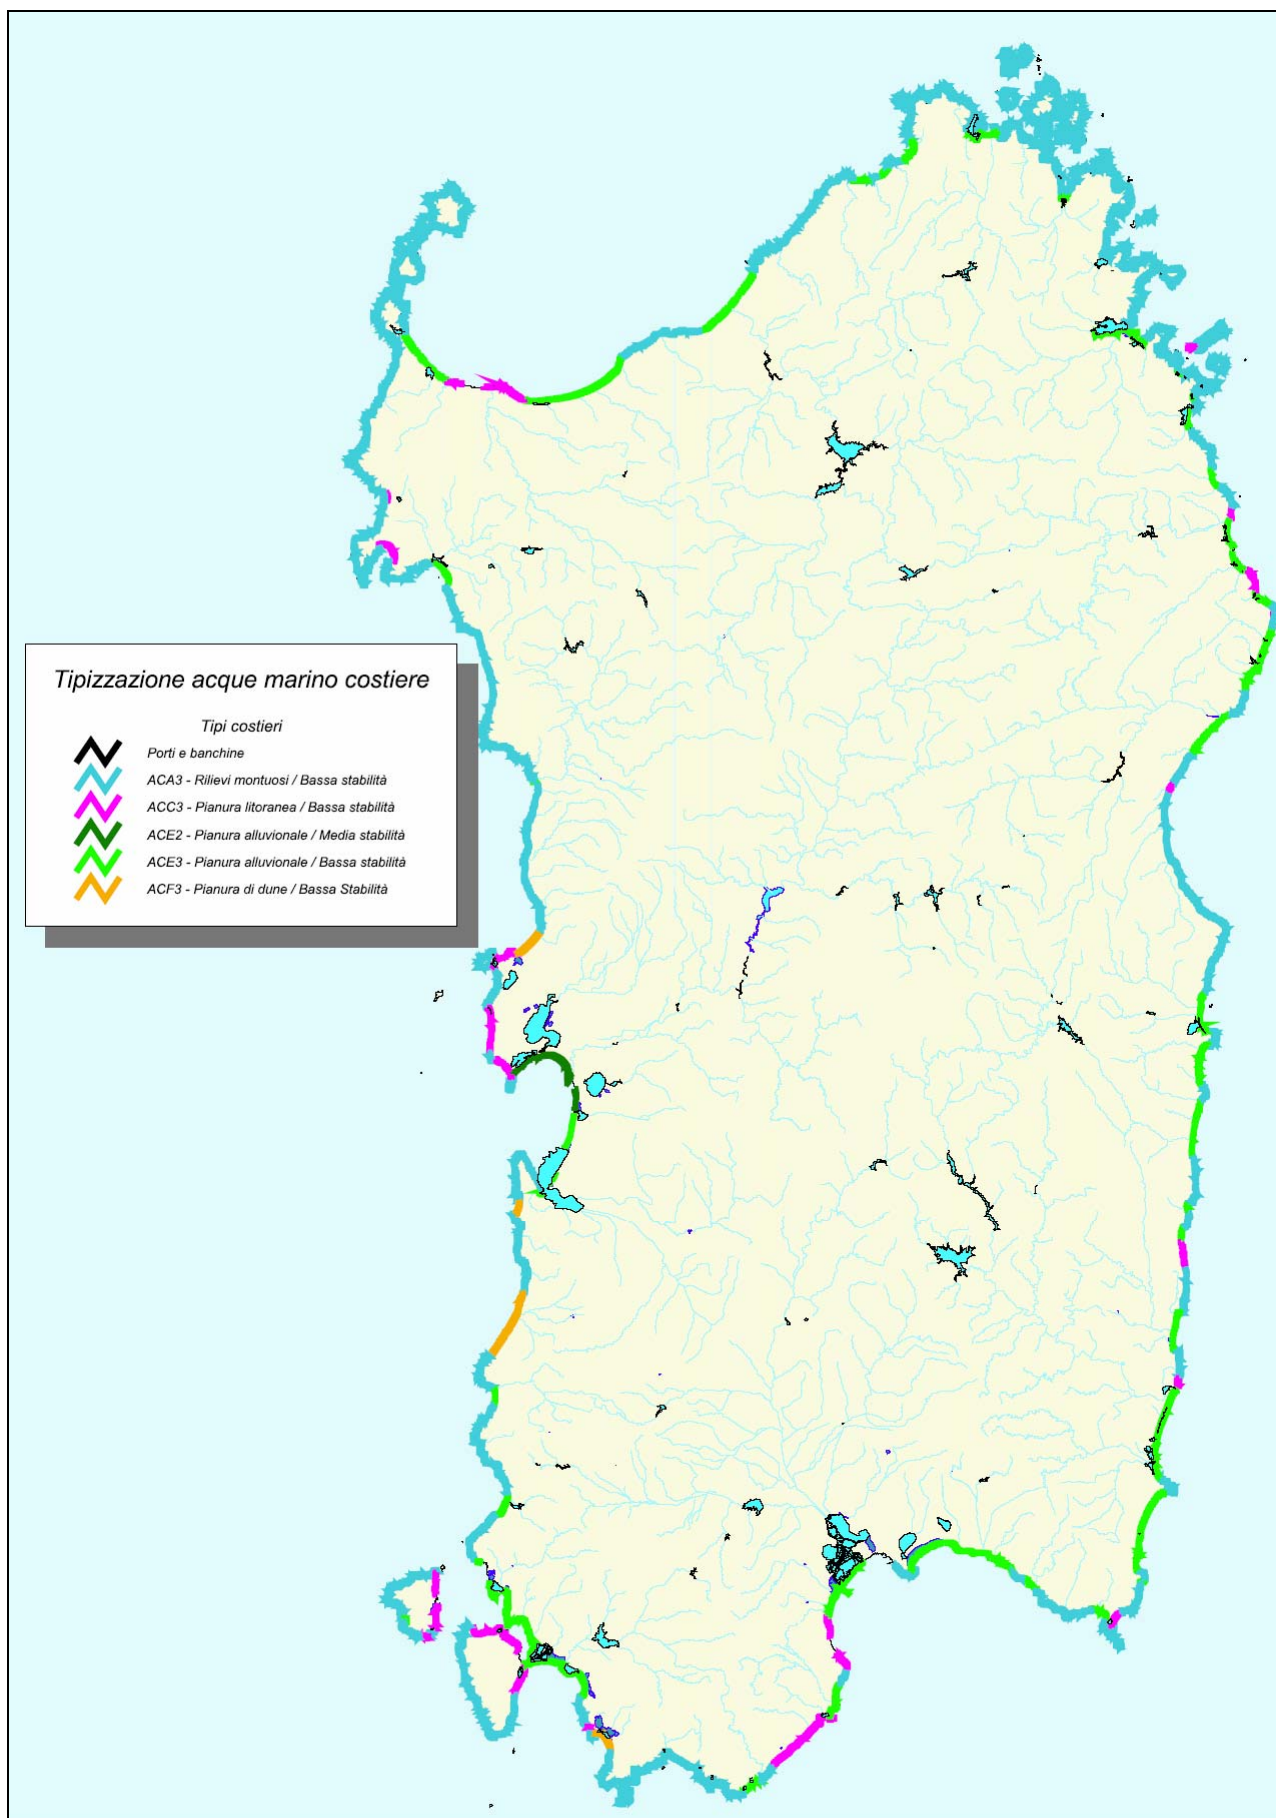 Tipizzazione acque marino costiere
Tipi costieri
Porti e banchine
ACA3 - Rilievi montuosi / Bassa stabilità
ACC3 - Pianura litoranea / Bassa stabilità
ACE2 - Pianura alluvionale / Media stabilità
ACE3 - Pianura alluvionale / Bassa stabilità
ACF3 - Pianura di dune / Bassa Stabilità